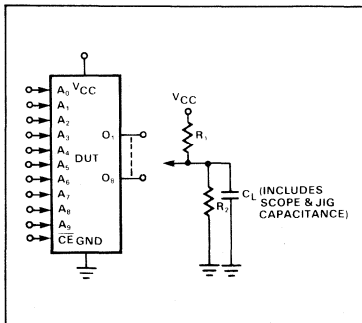 A₀ VCC
A₁
A₂
A₃
A₄
A₅
A₆
A₇
A₈
A₉
C̅E̅ GND
DUT
O₁
O₈
VCC
R₁
R₂
CL (INCLUDES
SCOPE & JIG
CAPACITANCE)